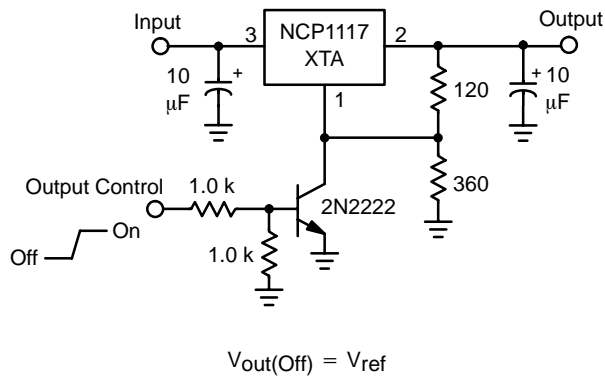 Input
Output
3
NCP1117
XTA
2
10
μF
+
1
120
+
10
μF
360
Output Control
1.0 k
2N2222
On
Off
1.0 k
Vout(Off) = Vref